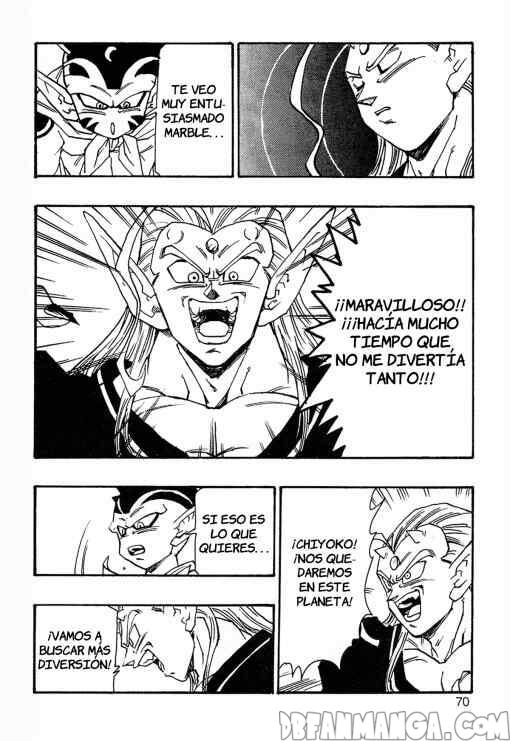 TE VEO
MUY ENTU-
SIASMADO
MARBLE...
¡¡MARAVILLOSO!!
¡¡¡HACÍA MUCHO
TIEMPO QUE
NO ME DIVERTÍA
TANTO!!!
SI ESO ES
LO QUE
QUIERES...
¡CHIYOKO!
¡NOS QUE-
DAREMOS
EN ESTE
PLANETA!
¡VAMOS A
BUSCAR MÁS
DIVERSIÓN!
70
DBFANMANGA.COM